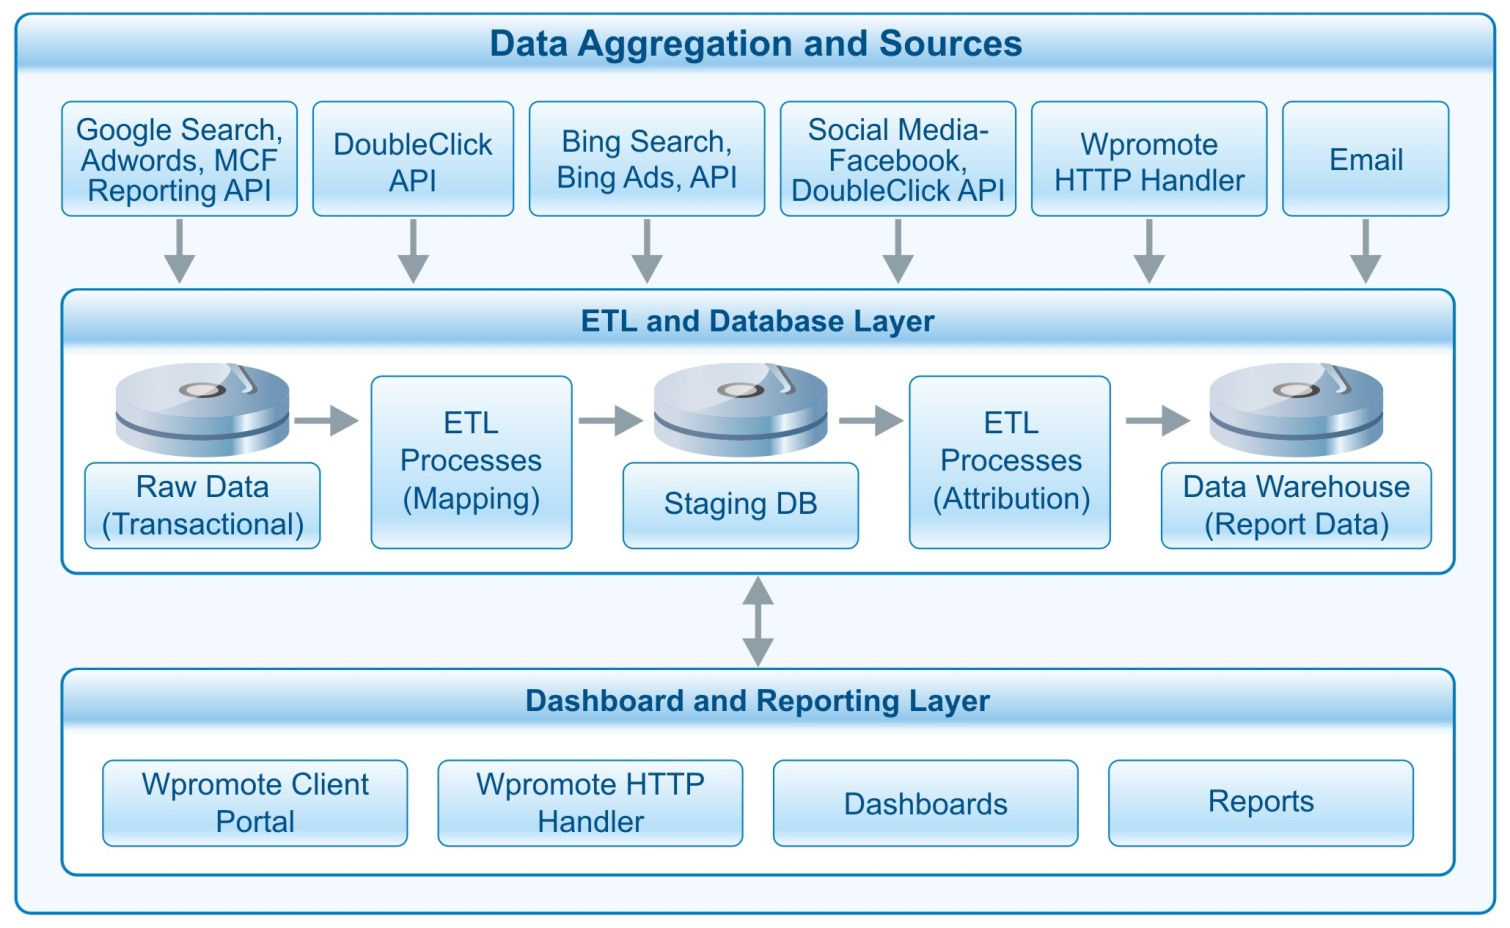 Data Aggregation and Sources
Google Search,
Adwords, MCF
Reporting API
DoubleClick
API
Bing Search,
Bing Ads, API
Social Media-
Facebook,
DoubleClick API
Wpromote
HTTP Handler
Email
ETL and Database Layer
Raw Data
(Transactional)
ETL
Processes
(Mapping)
Staging DB
ETL
Processes
(Attribution)
Data Warehouse
(Report Data)
Dashboard and Reporting Layer
Wpromote Client
Portal
Wpromote HTTP
Handler
Dashboards
Reports